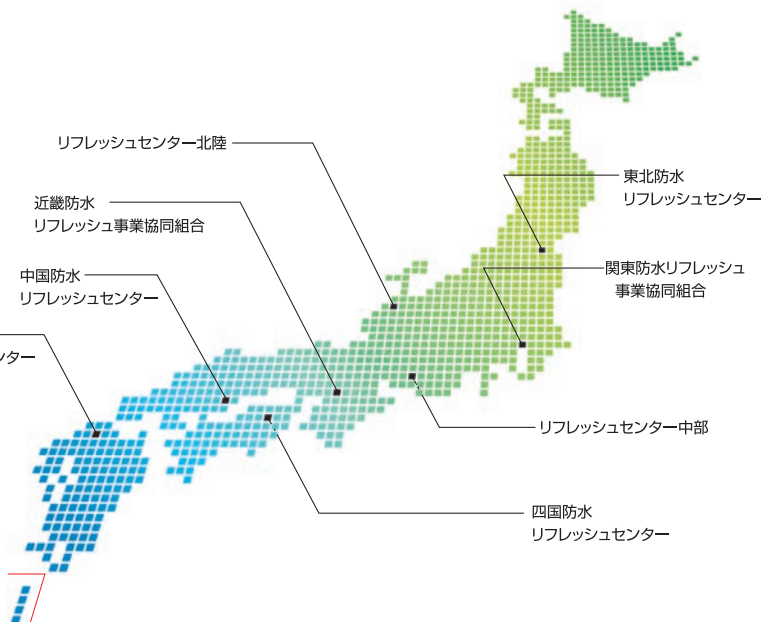 リフレッシュセンター北陸
東北防水
リフレッシュセンター
近畿防水
リフレッシュ事業協同組合
関東防水リフレッシュ
事業協同組合
中国防水
リフレッシュセンター
ンター
リフレッシュセンター中部
四国防水
リフレッシュセンター